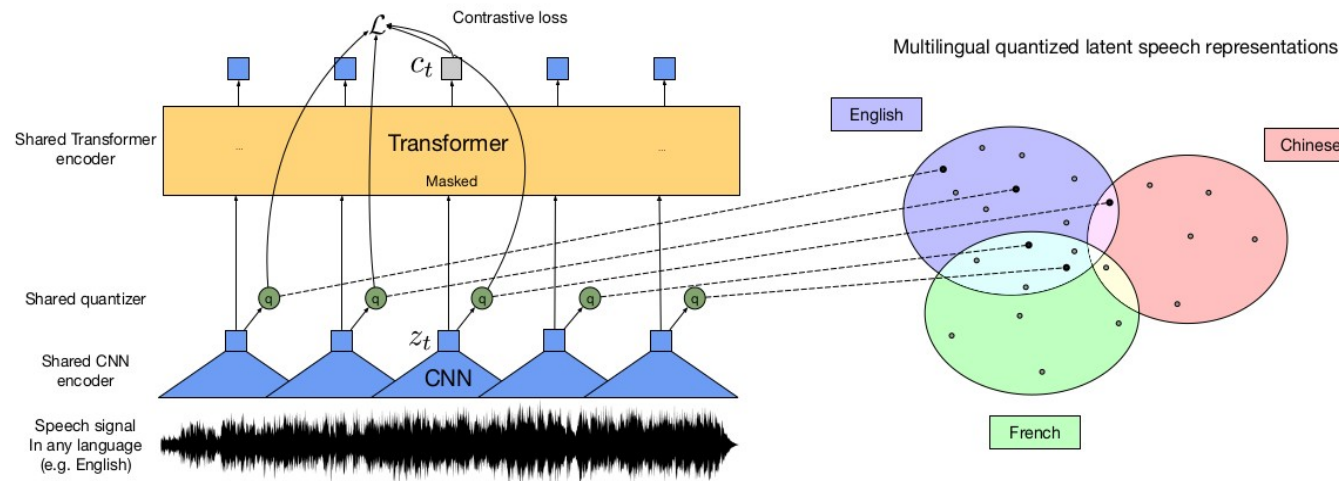 Contrastive loss
ℒ
c_t
Multilingual quantized latent speech representations
English
Chinese
Shared Transformer
encoder
...
Transformer
...
Masked
Shared quantizer
q
q
q
q
q
z_t
Shared CNN
encoder
CNN
Speech signal
In any language
(e.g. English)
French